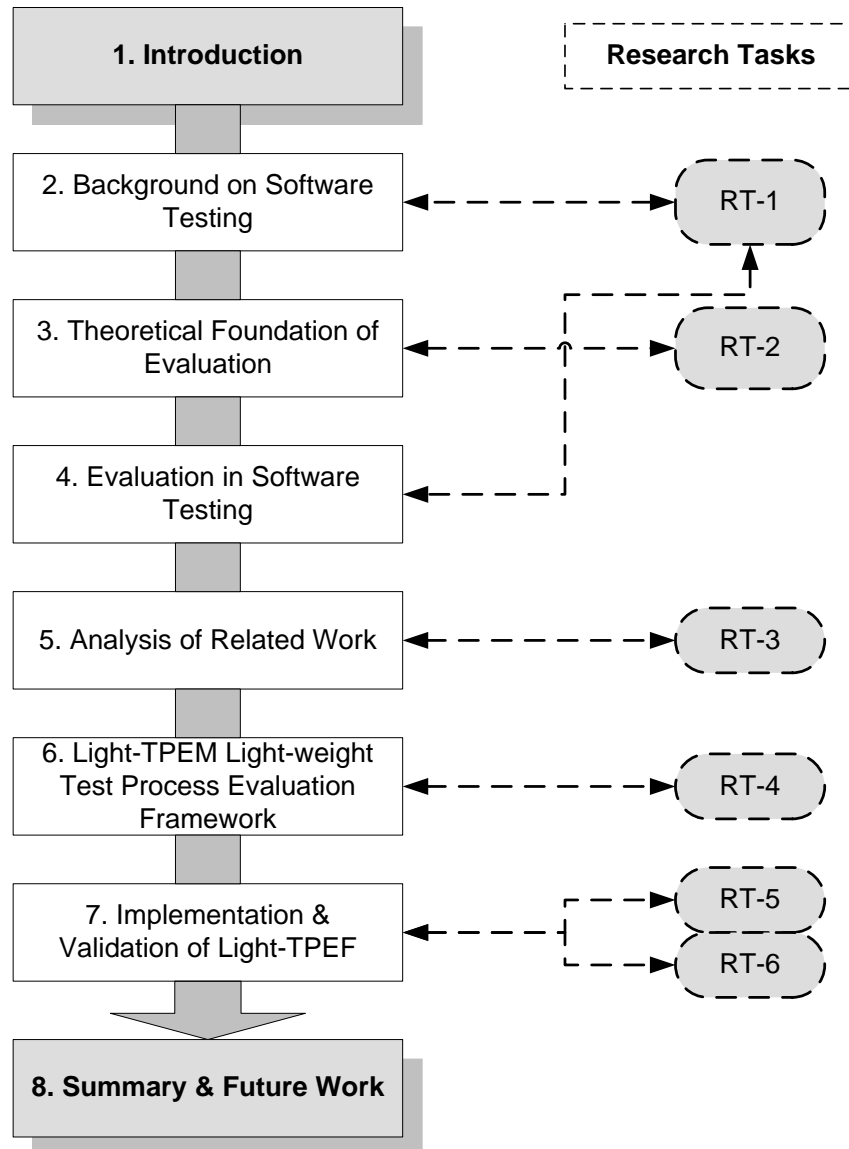 1. Introduction
Research Tasks
2. Background on Software
Testing
RT-1
3. Theoretical Foundation of
Evaluation
RT-2
4. Evaluation in Software
Testing
5. Analysis of Related Work
RT-3
6. Light-TPEM Light-weight
Test Process Evaluation
Framework
RT-4
7. Implementation &
Validation of Light-TPEF
RT-5
RT-6
8. Summary & Future Work